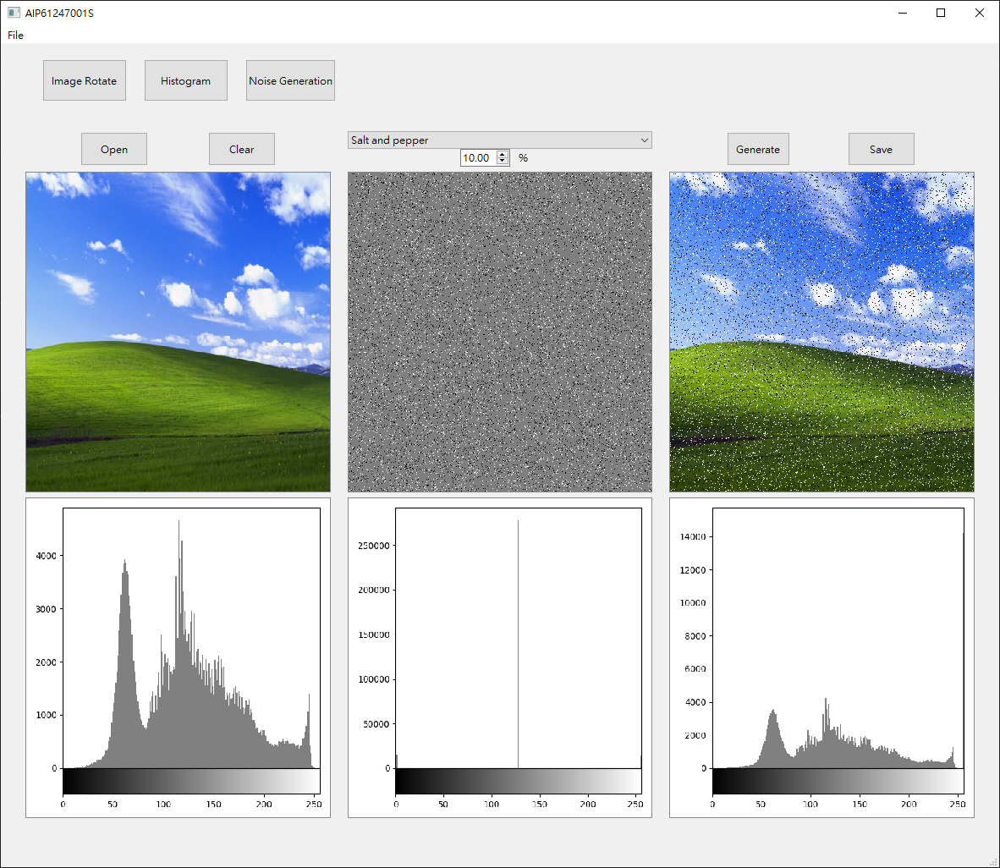 AIP61247001S
File
Image Rotate Histogram Noise Generation
Open Clear Salt and pepper Generate Save
10.00 %
4000
3000
2000
1000
0
0 50 100 150 200 250
250000
200000
150000
100000
50000
0
0 50 100 150 200 250
14000
12000
10000
8000
6000
4000
2000
0
0 50 100 150 200 250